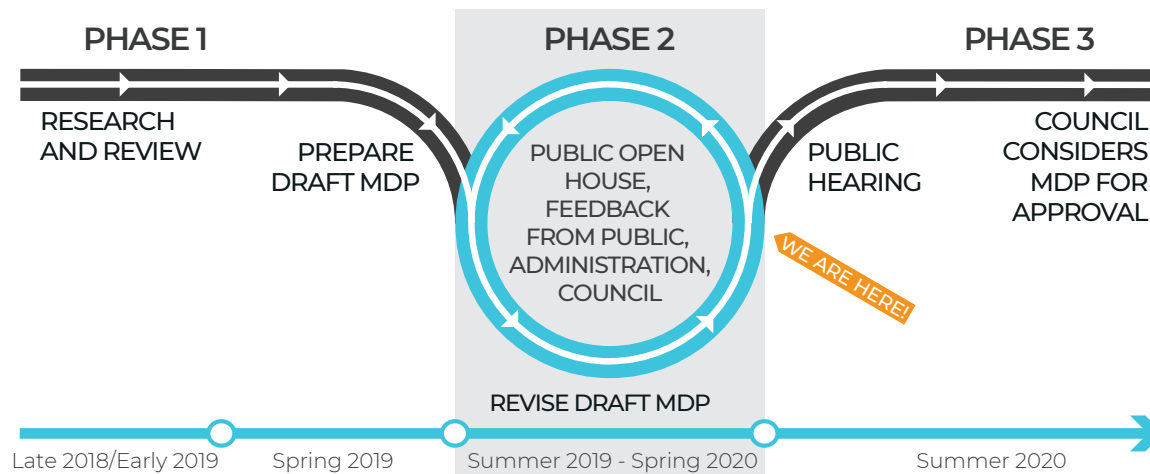 PHASE 1
PHASE 2
PHASE 3
RESEARCH
AND REVIEW
PREPARE
DRAFT MDP
PUBLIC OPEN
HOUSE,
FEEDBACK
FROM PUBLIC,
ADMINISTRATION,
COUNCIL
REVISE DRAFT MDP
PUBLIC
HEARING
COUNCIL
CONSIDERS
MDP FOR
APPROVAL
WE ARE HERE!
Late 2018/Early 2019
Spring 2019
Summer 2019 - Spring 2020
Summer 2020